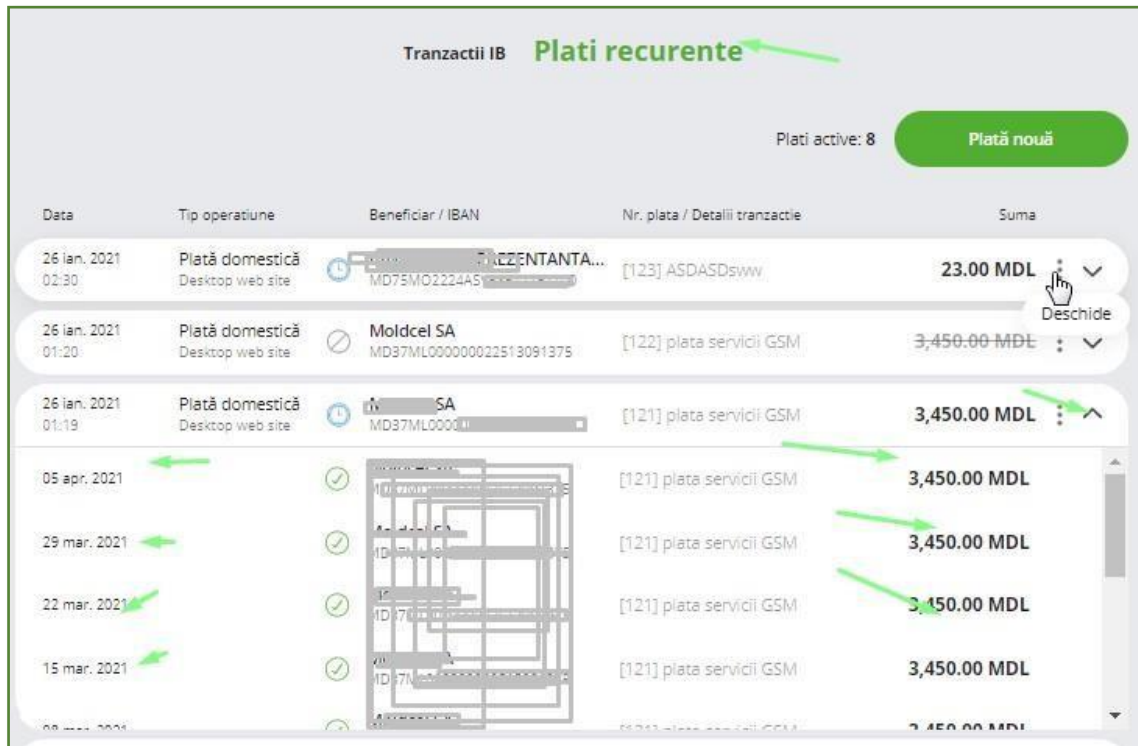 Tranzactii IB Plati recurente
Plati active: 8 Plată nouă
Data Tip operatiune Beneficiar / IBAN Nr. plata / Detalii tranzactie Suma
26 ian. 2021 Plată domestică [123] ASDASDsww 23.00 MDL
02:30 Desktop web site
Deschide
26 ian. 2021 Plată domestică Moldcel SA [122] plata servicii GSM 3,450.00 MDL
01:20 Desktop web site MD37ML000000022513091375
26 ian. 2021 Plată domestică SA [121] plata servicii GSM 3,450.00 MDL
01:19 Desktop web site
05 apr. 2021 [121] plata servicii GSM 3,450.00 MDL
29 mar. 2021 [121] plata servicii GSM 3,450.00 MDL
22 mar. 2021 [121] plata servicii GSM 3,450.00 MDL
15 mar. 2021 [121] plata servicii GSM 3,450.00 MDL